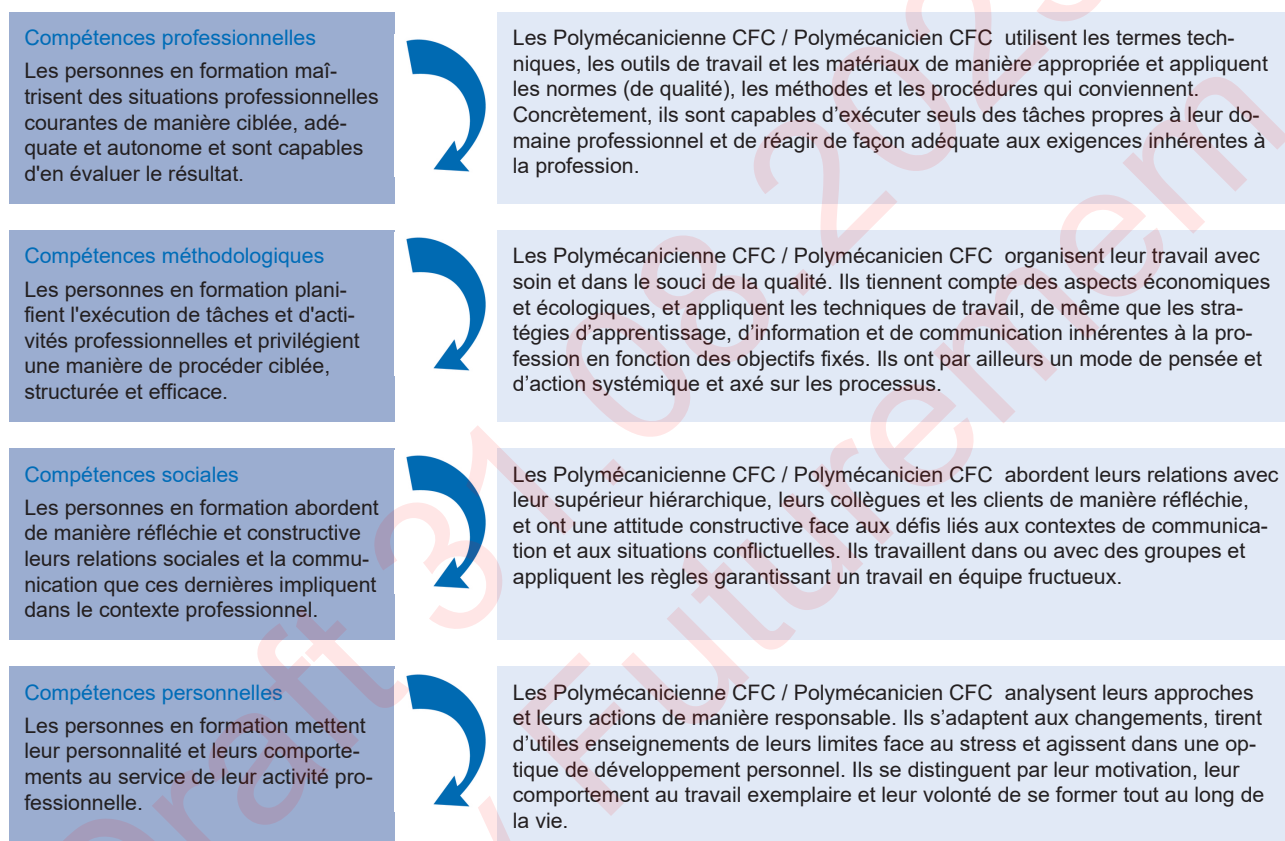 Compétences professionnelles
Les personnes en formation maî-
trisent des situations professionnelles
courantes de manière ciblée, adé-
quate et autonome et sont capables
d'en évaluer le résultat.
Les Polymécanicienne CFC / Polymécanicien CFC utilisent les termes tech-
niques, les outils de travail et les matériaux de manière appropriée et appliquent
les normes (de qualité), les méthodes et les procédures qui conviennent.
Concrètement, ils sont capables d’exécuter seuls des tâches propres à leur do-
maine professionnel et de réagir de façon adéquate aux exigences inhérentes à
la profession.
Compétences méthodologiques
Les personnes en formation plani-
fient l'exécution de tâches et d'acti-
vités professionnelles et privilégient
une manière de procéder ciblée,
structurée et efficace.
Les Polymécanicienne CFC / Polymécanicien CFC organisent leur travail avec
soin et dans le souci de la qualité. Ils tiennent compte des aspects économiques
et écologiques, et appliquent les techniques de travail, de même que les stra-
tégies d’apprentissage, d’information et de communication inhérentes à la pro-
fession en fonction des objectifs fixés. Ils ont par ailleurs un mode de pensée et
d’action systémique et axé sur les processus.
Compétences sociales
Les personnes en formation abordent
de manière réfléchie et constructive
leurs relations sociales et la commu-
nication que ces dernières impliquent
dans le contexte professionnel.
Les Polymécanicienne CFC / Polymécanicien CFC abordent leurs relations avec
leur supérieur hiérarchique, leurs collègues et les clients de manière réfléchie,
et ont une attitude constructive face aux défis liés aux contextes de communica-
tion et aux situations conflictuelles. Ils travaillent dans ou avec des groupes et
appliquent les règles garantissant un travail en équipe fructueux.
Compétences personnelles
Les personnes en formation mettent
leur personnalité et leurs comporte-
ments au service de leur activité pro-
fessionnelle.
Les Polymécanicienne CFC / Polymécanicien CFC analysent leurs approches
et leurs actions de manière responsable. Ils s’adaptent aux changements, tirent
d’utiles enseignements de leurs limites face au stress et agissent dans une op-
tique de développement personnel. Ils se distinguent par leur motivation, leur
comportement au travail exemplaire et leur volonté de se former tout au long de
la vie.
Draft 31.08.202
Futuremem